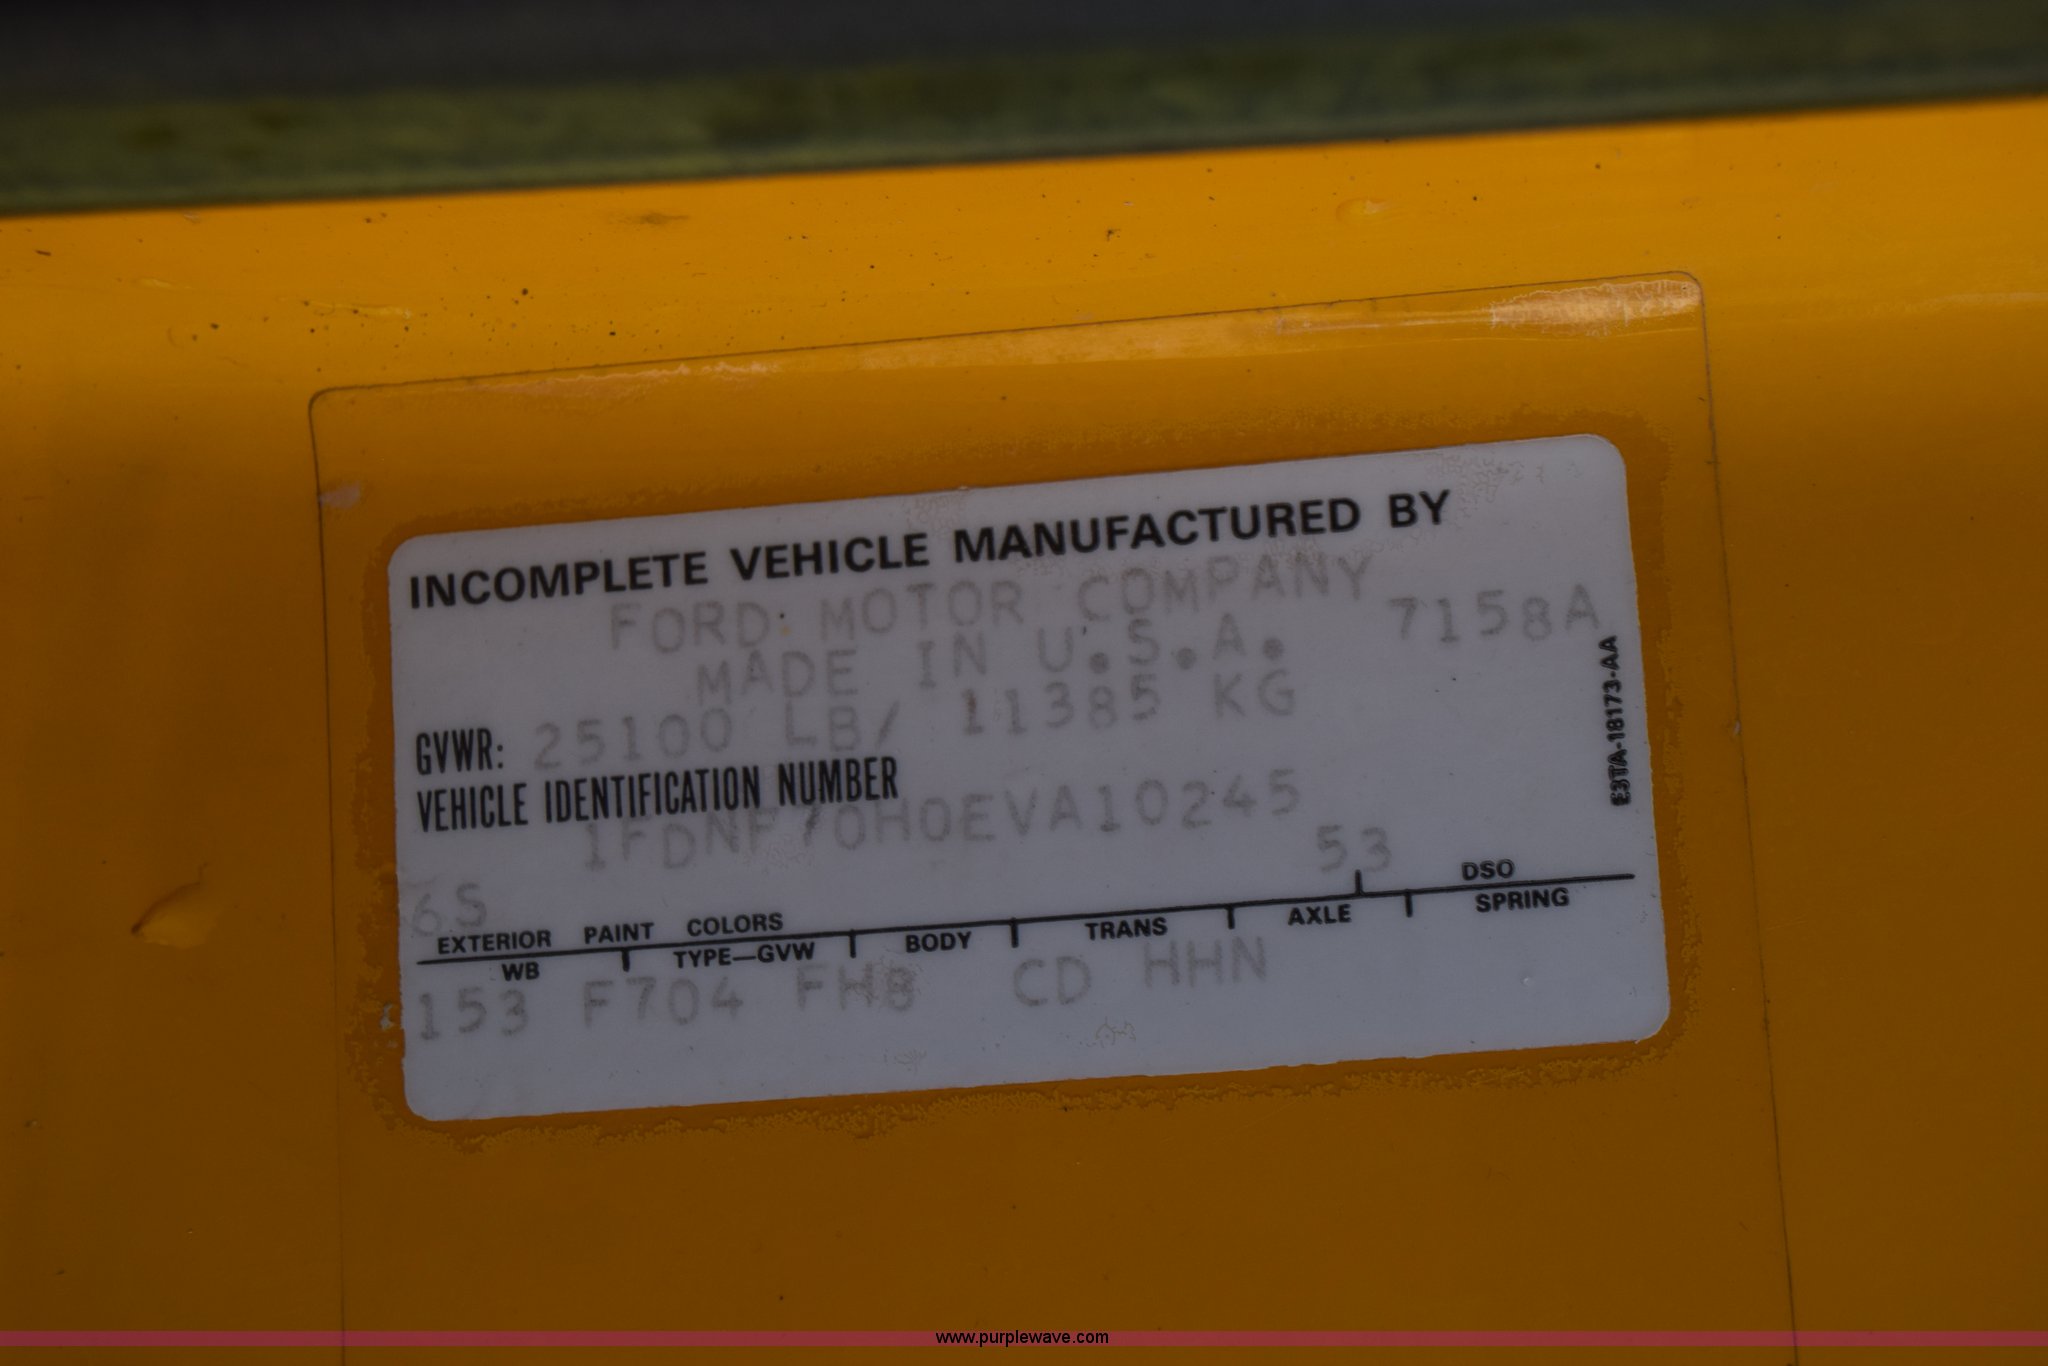 INCOMPLETE VEHICLE MANUFACTURED BY
FORD MOTOR COMPANY
7158A
MADE IN U.S.A.
GVWR: 25100 LB/ 11385 KG
VEHICLE IDENTIFICATION NUMBER
1FDNF70H0EVA10245
E3TA-18173-AA
6S 53
EXTERIOR PAINT COLORS DSO
WB TYPE—GVW BODY TRANS AXLE SPRING
153 F704 FHB CD HHN
www.purplewave.com